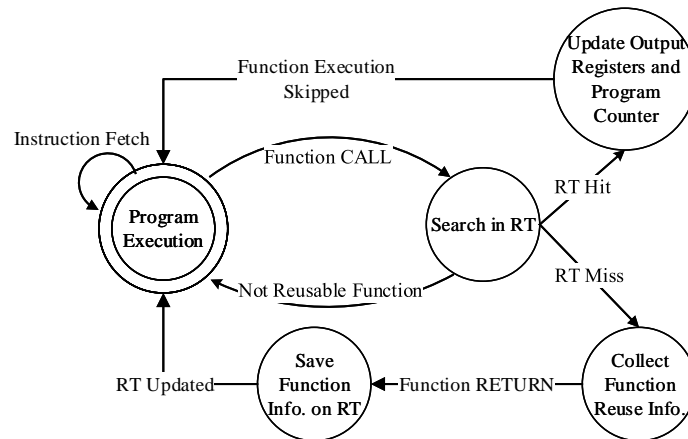 Update Output
Registers and
Program
Counter
Function Execution
Skipped
Instruction Fetch
Function CALL
RT Hit
Program
Execution
Search in RT
RT Miss
Not Reusable Function
Save
Function
Info. on RT
Collect
Function
Reuse Info.
RT Updated
Function RETURN